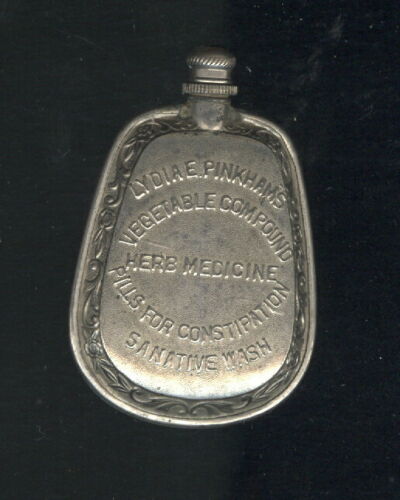 LYDIA E. PINKHAM'S
VEGETABLE COMPOUND
HERB MEDICINE
PILLS FOR CONSTIPATION
SANATIVE WASH